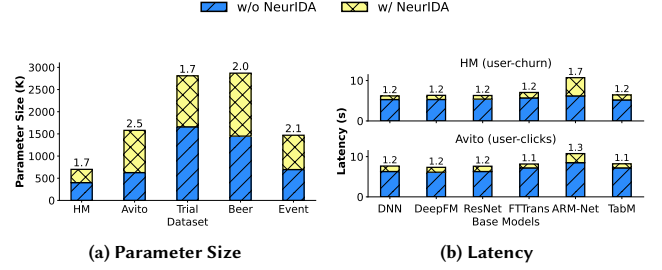 w/o NeurIDA w/ NeurIDA
Parameter Size (K)
3000
2500
2000
1500
1000
500
0
1.7 2.5 1.7 2.0 2.1
HM Avito Trial Beer Event
Dataset
(a) Parameter Size
Latency (s)
HM (user-churn)
10
0
1.2 1.2 1.2 1.2 1.7 1.2
Avito (user-clicks)
10
0
1.2 1.2 1.2 1.1 1.3 1.1
DNN DeepFM ResNet FTTrans ARM-Net TabM
Base Models
(b) Latency